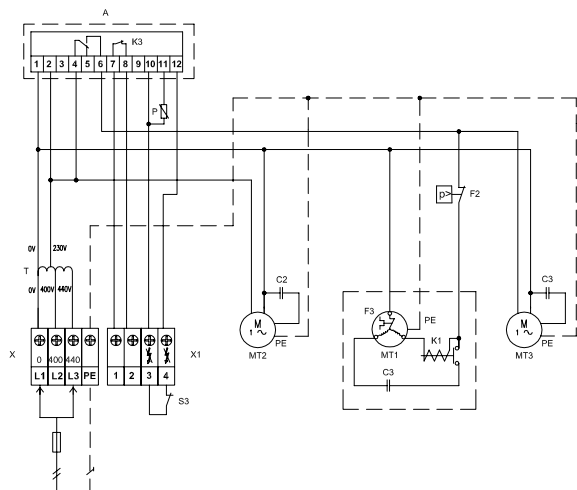 A
K3
1 2 3 4 5 6 7 8 9 10 11 12
P
p>
F2
0V
230V
T
0V
400V
440V
C2
C3
F3
M
1 ~
PE
MT2
PE
MT1
K1
C3
M
1 ~
PE
MT3
X
0 400 440
L1 L2 L3 PE
X1
1 2 3 4
S3